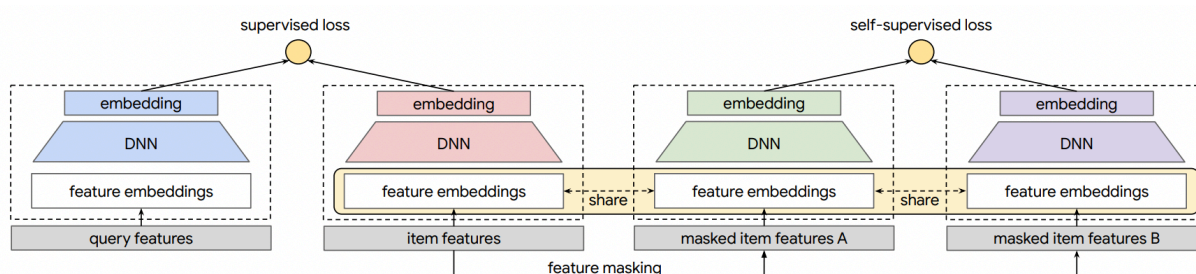 supervised loss
self-supervised loss
embedding
embedding
embedding
embedding
DNN
DNN
DNN
DNN
feature embeddings
feature embeddings
feature embeddings
feature embeddings
share
share
query features
item features
masked item features A
masked item features B
feature masking